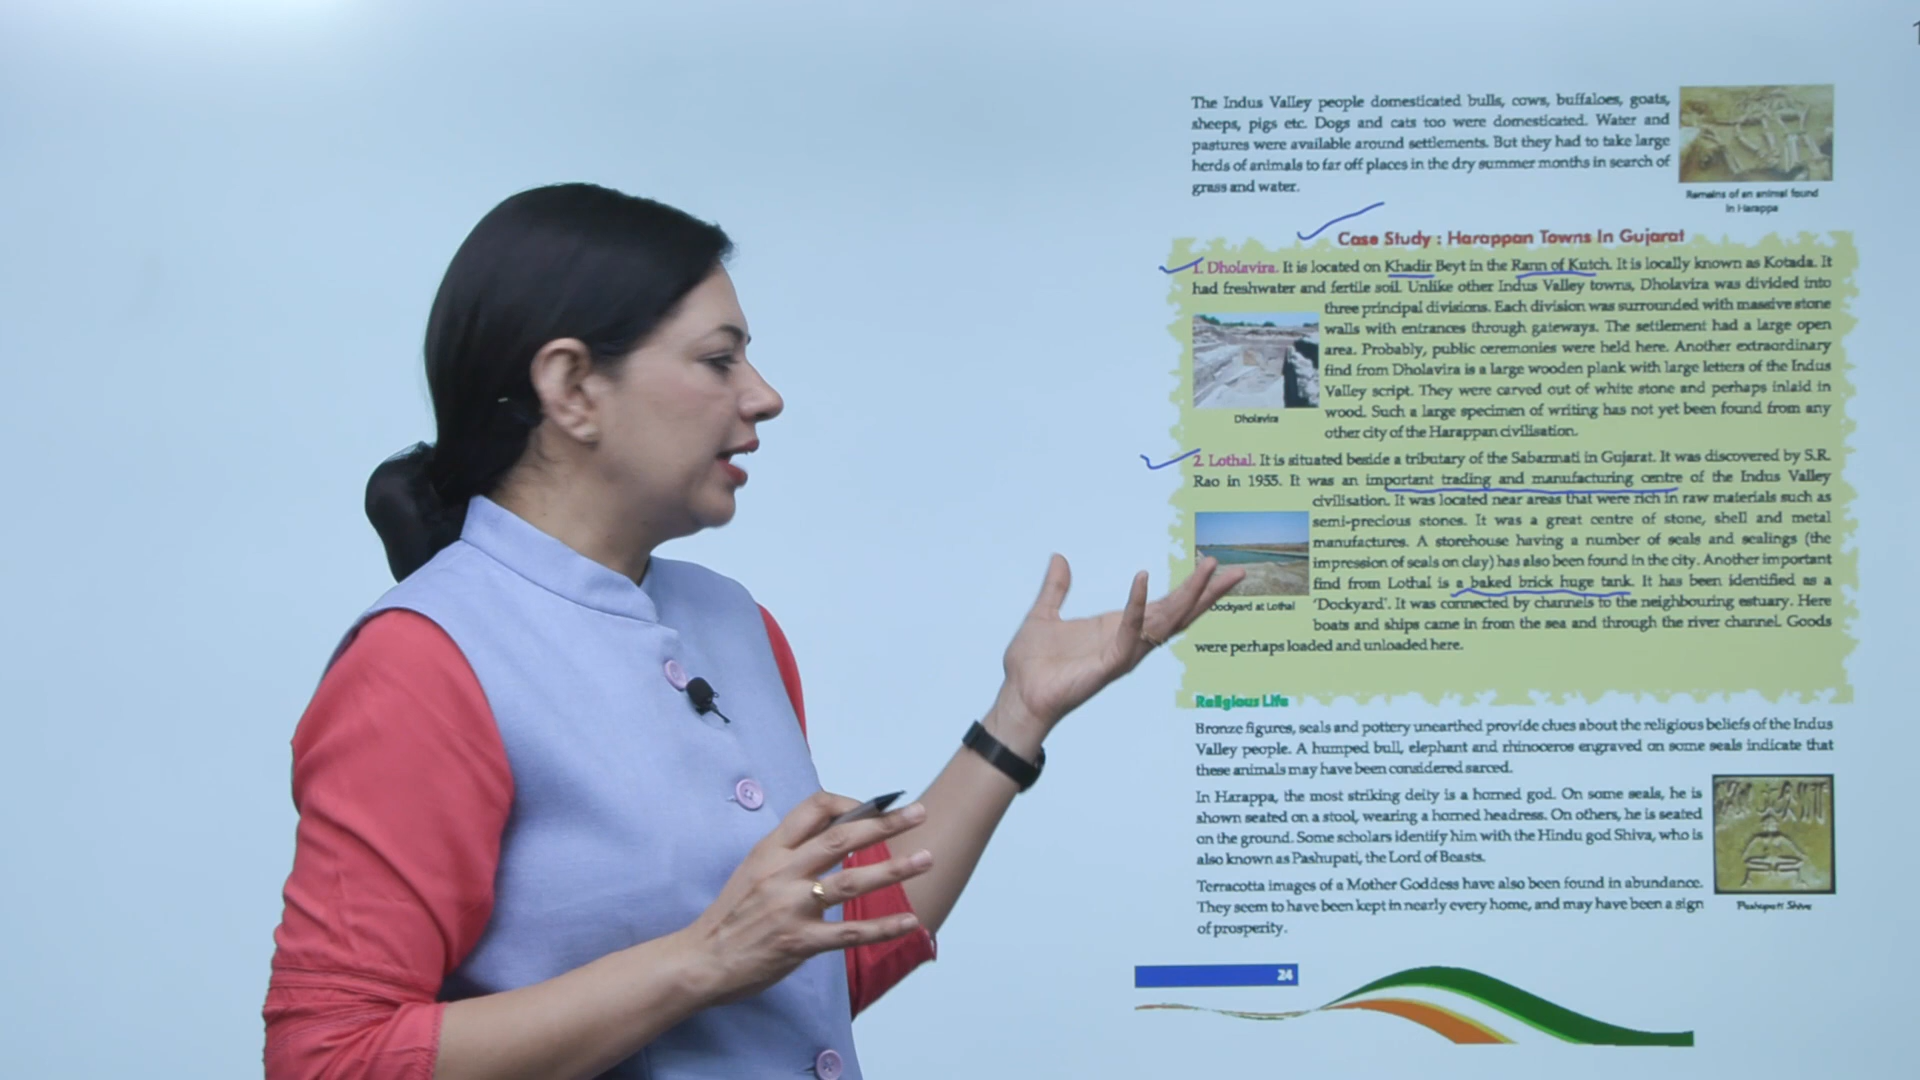 1
The Indus Valley people domesticated bulls, cows, buffaloes, goats,
sheeps, pigs etc. Dogs and cats too were domesticated. Water and
pastures were available around settlements. But they had to take large
herds of animals to far off places in the dry summer months in search of
grass and water.
Remains of an animal found
in Harappa
Case Study : Harappan Towns In Gujarat
1. Dholavira. It is located on Khadir Beyt in the Rann of Kutch. It is locally known as Kotada. It
had freshwater and fertile soil. Unlike other Indus Valley towns, Dholavira was divided into
three principal divisions. Each division was surrounded with massive stone
walls with entrances through gateways. The settlement had a large open
area. Probably, public ceremonies were held here. Another extraordinary
find from Dholavira is a large wooden plank with large letters of the Indus
Valley script. They were carved out of white stone and perhaps inlaid in
wood. Such a large specimen of writing has not yet been found from any
other city of the Harappan civilisation.
Dholavira
2. Lothal. It is situated beside a tributary of the Sabarmati in Gujarat. It was discovered by S.R.
Rao in 1955. It was an important trading and manufacturing centre of the Indus Valley
civilisation. It was located near areas that were rich in raw materials such as
semi-precious stones. It was a great centre of stone, shell and metal
manufactures. A storehouse having a number of seals and sealings (the
impression of seals on clay) has also been found in the city. Another important
find from Lothal is a baked brick huge tank. It has been identified as a
'Dockyard'. It was connected by channels to the neighbouring estuary. Here
boats and ships came in from the sea and through the river channel. Goods
were perhaps loaded and unloaded here.
Dockyard at Lothal
Religious Life
Bronze figures, seals and pottery unearthed provide clues about the religious beliefs of the Indus
Valley people. A humped bull, elephant and rhinoceros engraved on some seals indicate that
these animals may have been considered sarced.
In Harappa, the most striking deity is a horned god. On some seals, he is
shown seated on a stool, wearing a horned headress. On others, he is seated
on the ground. Some scholars identify him with the Hindu god Shiva, who is
also known as Pashupati, the Lord of Beasts.
Terracotta images of a Mother Goddess have also been found in abundance.
They seem to have been kept in nearly every home, and may have been a sign
of prosperity.
Pashupati Shiva
24